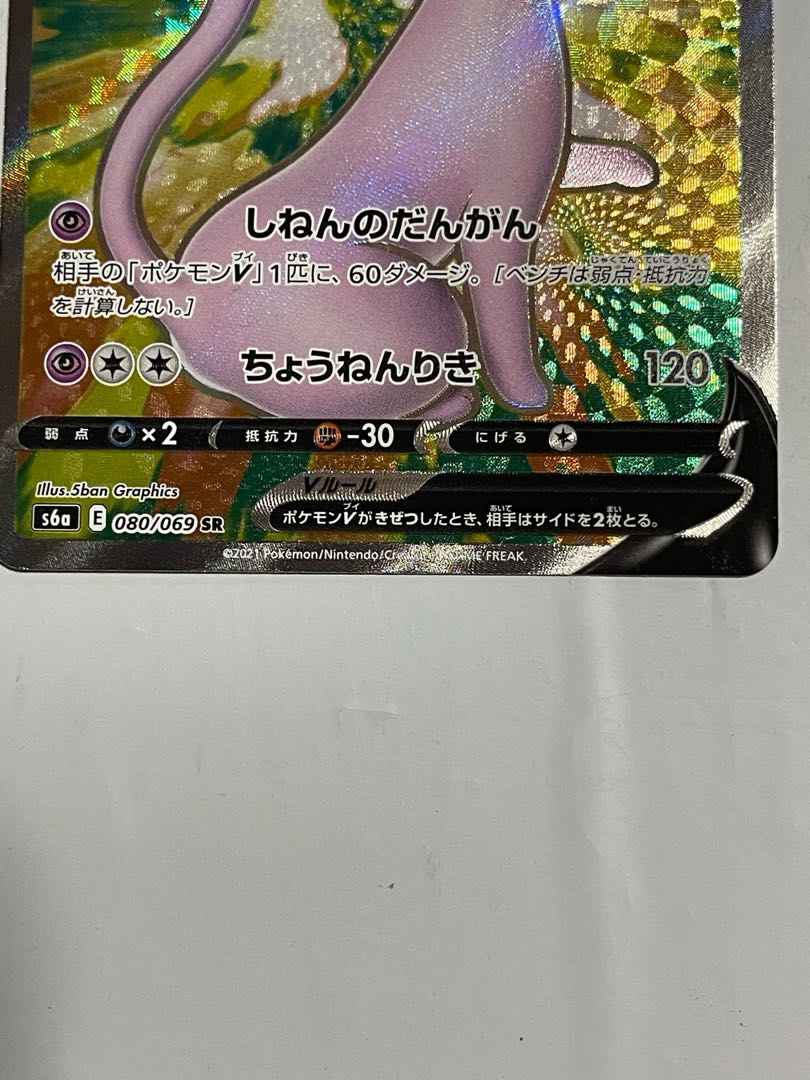 しねんのだんがん
相手の「ポケモンV」1匹に、60ダメージ。[ベンチは弱点・抵抗力
を計算しない。]
ちょうねんりき 120
弱点 ×2 抵抗力 -30 にげる
Illus.5ban Graphics
Vルール
s6a E 080/069 SR
ポケモンVがきぜつしたとき、相手はサイドを2枚とる。
©2021 Pokémon/Nintendo/Creatures/GAME FREAK.